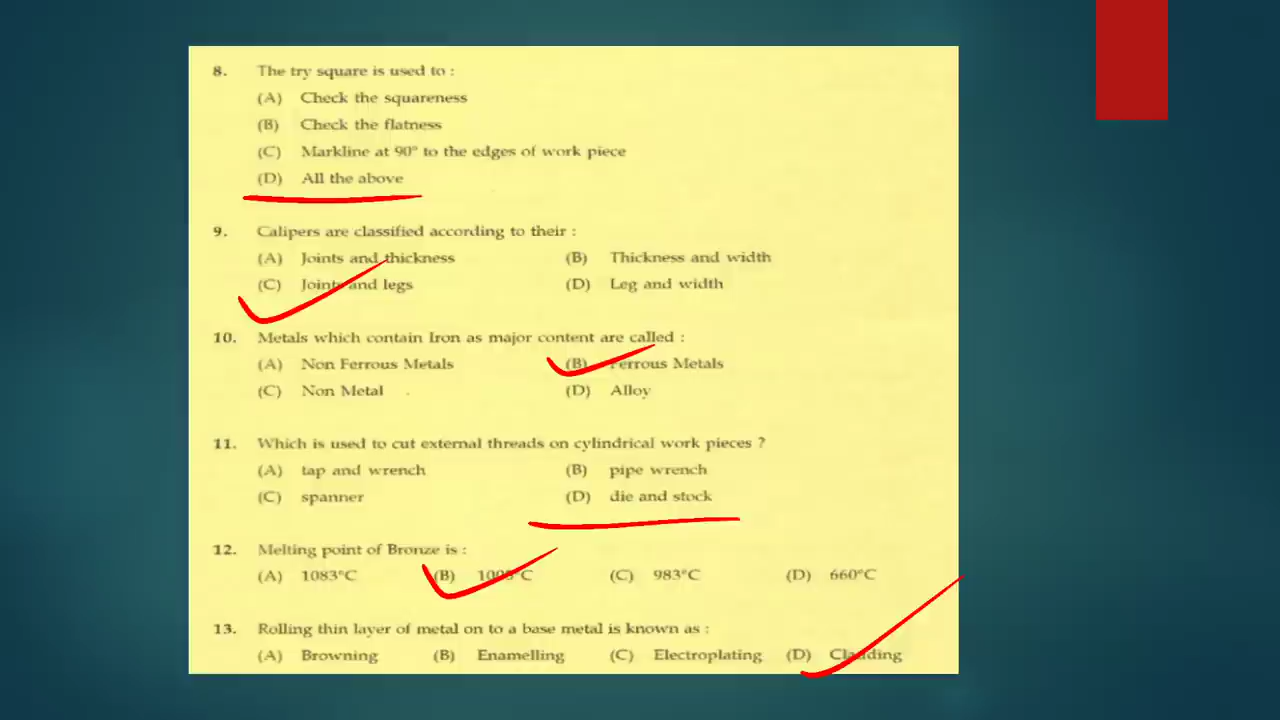 8. The try square is used to :
(A) Check the squareness
(B) Check the flatness
(C) Markline at 90° to the edges of work piece
(D) All the above
9. Calipers are classified according to their :
(A) Joints and thickness (B) Thickness and width
(C) Joints and legs (D) Leg and width
10. Metals which contain Iron as major content are called :
(A) Non Ferrous Metals (B) Ferrous Metals
(C) Non Metal (D) Alloy
11. Which is used to cut external threads on cylindrical work pieces ?
(A) tap and wrench (B) pipe wrench
(C) spanner (D) die and stock
12. Melting point of Bronze is :
(A) 1083°C (B) (C) 983°C (D) 660°C
13. Rolling thin layer of metal on to a base metal is known as :
(A) Browning (B) Enamelling (C) Electroplating (D) Cladding